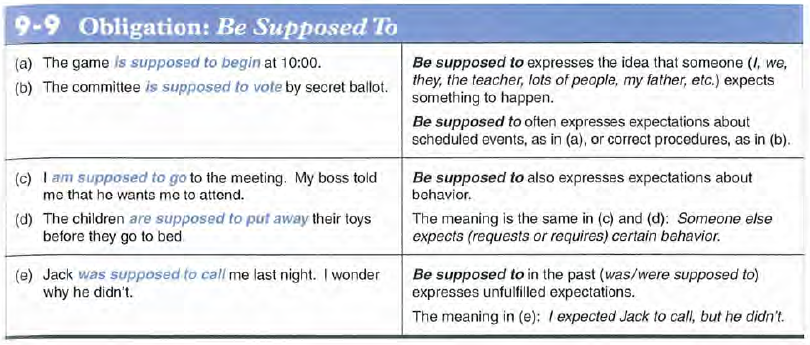 9-9 Obligation: Be Supposed To
(a) The game is supposed to begin at 10:00.
(b) The committee is supposed to vote by secret ballot.
Be supposed to expresses the idea that someone (I, we,
they, the teacher, lots of people, my father, etc.) expects
something to happen.
Be supposed to often expresses expectations about
scheduled events, as in (a), or correct procedures, as in (b).
(c) I am supposed to go to the meeting. My boss told
me that he wants me to attend.
(d) The children are supposed to put away their toys
before they go to bed
Be supposed to also expresses expectations about
behavior.
The meaning is the same in (c) and (d): Someone else
expects (requests or requires) certain behavior.
(e) Jack was supposed to call me last night. I wonder
why he didn't.
Be supposed to in the past (was/were supposed to)
expresses unfulfilled expectations.
The meaning in (e): I expected Jack to call, but he didn't.